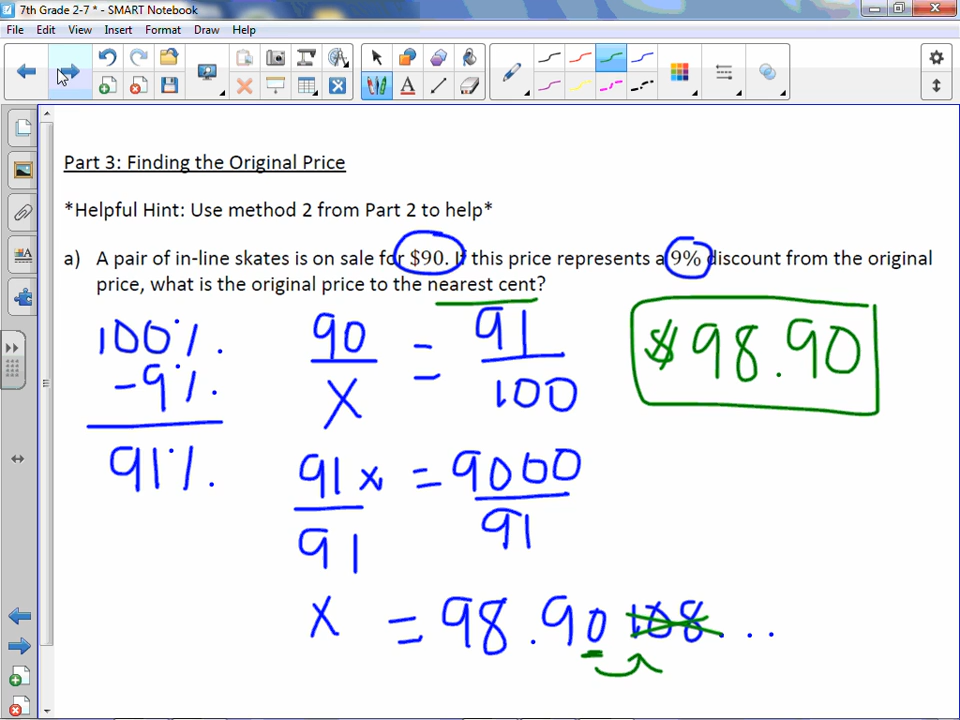 7th Grade 2-7 * - SMART Notebook
File Edit View Insert Format Draw Help
Part 3: Finding the Original Price
*Helpful Hint: Use method 2 from Part 2 to help*
a) A pair of in-line skates is on sale for $90. If this price represents a 9% discount from the original
price, what is the original price to the nearest cent?
100% 90 = 91 $98.90
-9% x 100
91% 91x = 9000
91 91
x = 98.90108...